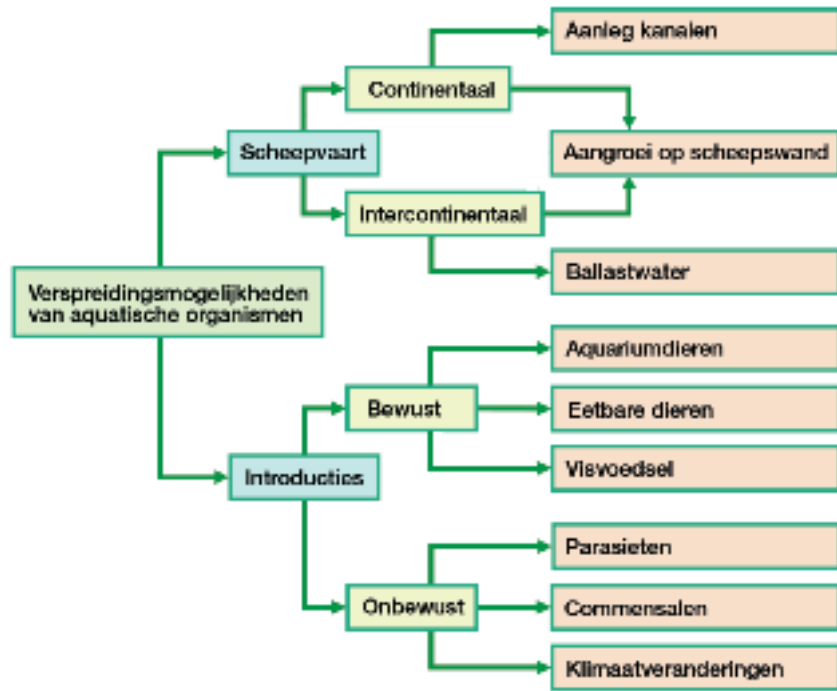 Aanleg kanalen
Continentaal
Scheepvaart
Aangroei op scheepswand
Intercontinentaal
Ballastwater
Verspreidingsmogelijkheden
van aquatische organismen
Aquariumdieren
Bewust
Eetbare dieren
Visvoedsel
Introducties
Parasieten
Onbewust
Commensalen
Klimaatveranderingen